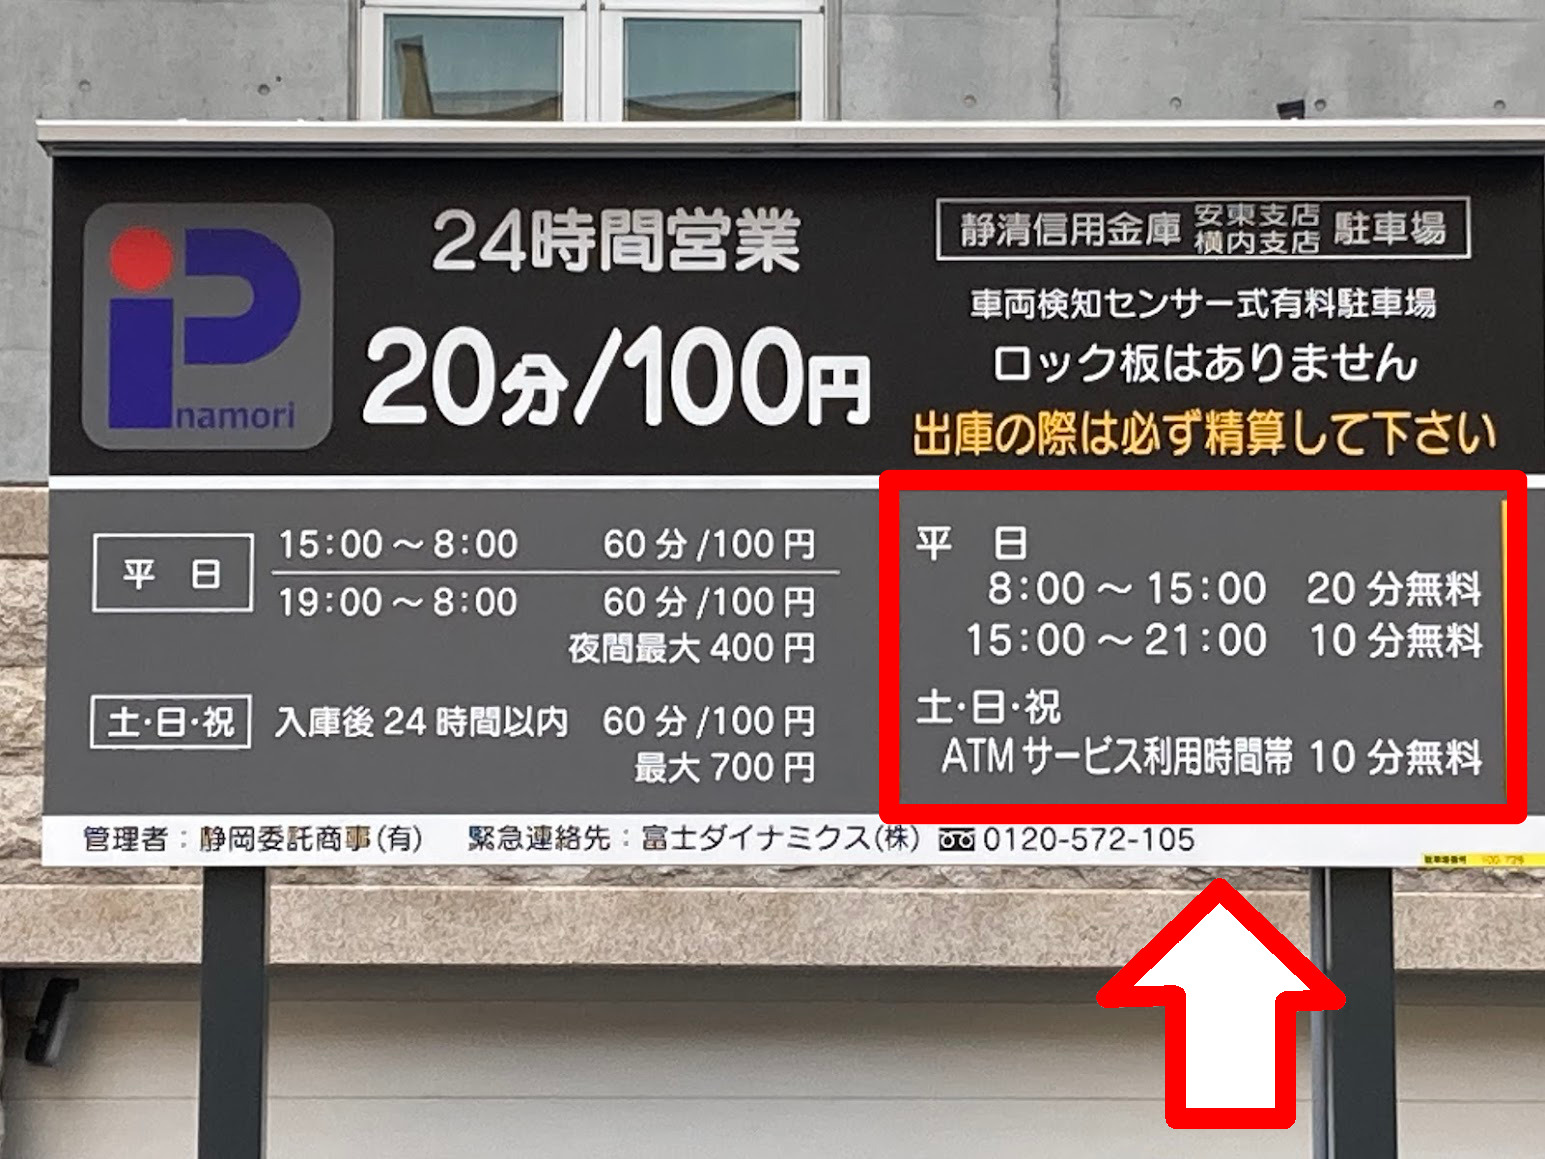 iP
namori
24時間営業
20分/100円
静清信用金庫 安東支店 横内支店 駐車場
車両検知センサー式有料駐車場
ロック板はありません
出庫の際は必ず精算して下さい
平 日
15:00～8:00 60分/100円
19:00～8:00 60分/100円
夜間最大400円
土・日・祝 入庫後24時間以内 60分/100円
最大700円
平 日
8:00～15:00 20分無料
15:00～21:00 10分無料
土・日・祝
ATMサービス利用時間帯 10分無料
管理者：静岡委託商事(有) 緊急連絡先：富士ダイナミクス(株) 0120-572-105
駐車場番号